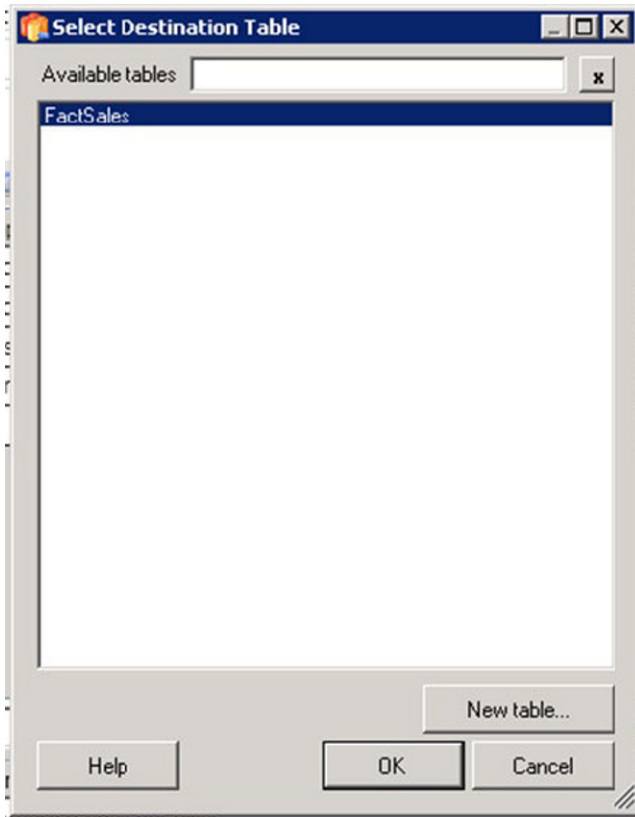 Select Destination Table
Available tables
x
FactSales
New table...
Help
OK
Cancel